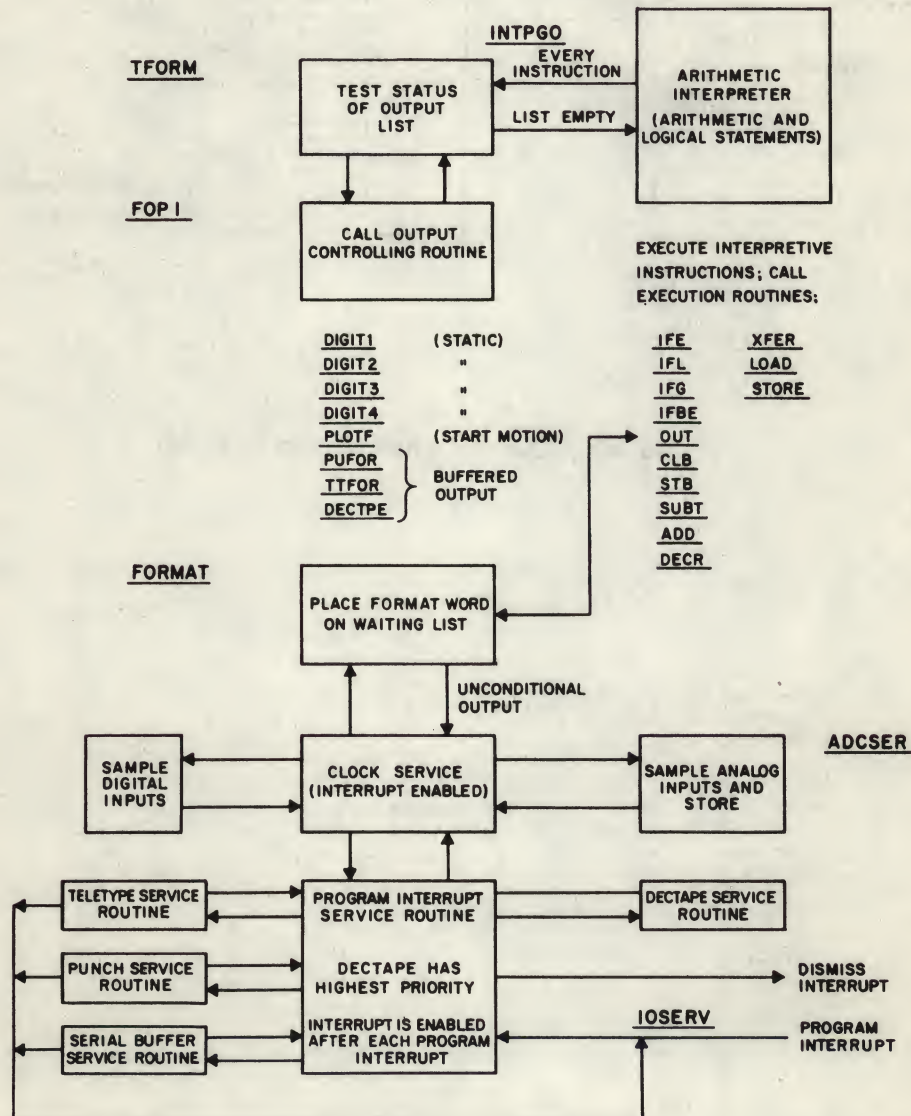 INTPGO
TFORM
TEST STATUS
OF OUTPUT
LIST
EVERY
INSTRUCTION
LIST EMPTY
ARITHMETIC
INTERPRETER
(ARITHMETIC AND
LOGICAL STATEMENTS)
FOP I
CALL OUTPUT
CONTROLLING ROUTINE
EXECUTE INTERPRETIVE
INSTRUCTIONS; CALL
EXECUTION ROUTINES;
DIGIT1 (STATIC)
DIGIT2 "
DIGIT3 "
DIGIT4 "
PLOTF (START MOTION)
PUFOR
TTFOR
DECTPE
BUFFERED
OUTPUT
IFE XFER
IFL LOAD
IFG STORE
IFBE
OUT
CLB
STB
SUBT
ADD
DECR
FORMAT
PLACE FORMAT WORD
ON WAITING LIST
UNCONDITIONAL
OUTPUT
ADCSER
SAMPLE
DIGITAL
INPUTS
CLOCK SERVICE
(INTERRUPT ENABLED)
SAMPLE ANALOG
INPUTS AND
STORE
TELETYPE SERVICE
ROUTINE
PROGRAM INTERRUPT
SERVICE ROUTINE
DECTAPE SERVICE
ROUTINE
PUNCH SERVICE
ROUTINE
DECTAPE HAS
HIGHEST PRIORITY
DISMISS
INTERRUPT
SERIAL BUFFER
SERVICE ROUTINE
INTERRUPT IS ENABLED
AFTER EACH PROGRAM
INTERRUPT
IOSERV
PROGRAM
INTERRUPT